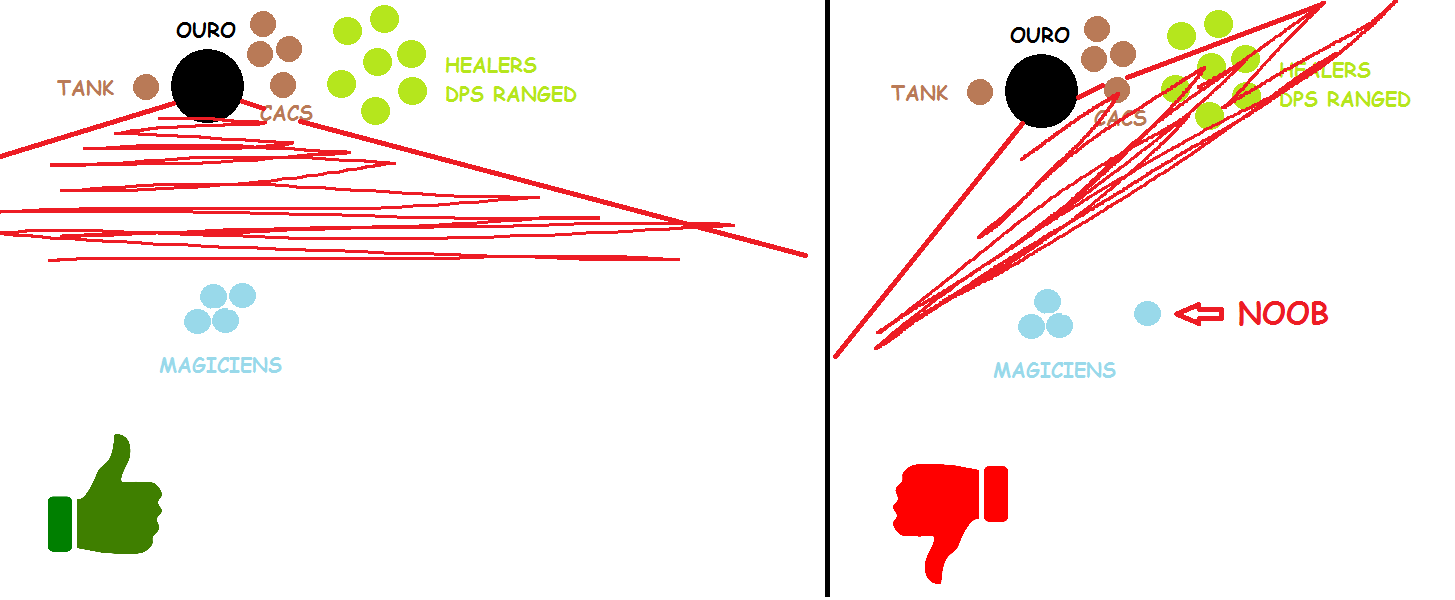 OURO
TANK
CACS
HEALERS
DPS RANGED
MAGICIENS
OURO
TANK
CACS
HEALERS
DPS RANGED
NOOB
MAGICIENS